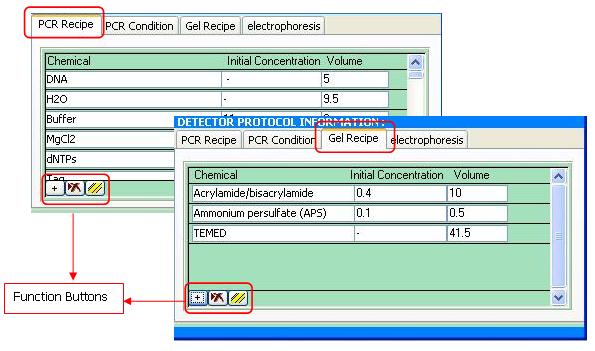 PCR Recipe PCR Condition Gel Recipe electrophoresis
Chemical Initial Concentration Volume
DNA - 5
H2O - 9.5
Buffer
MgCl2
dNTPs
+
DETECTOR PROTOCOL INFORMATION:
PCR Recipe PCR Condition Gel Recipe electrophoresis
Chemical Initial Concentration Volume
Acrylamide/bisacrylamide 0.4 10
Ammonium persulfate (APS) 0.1 0.5
TEMED - 41.5
+
Function Buttons